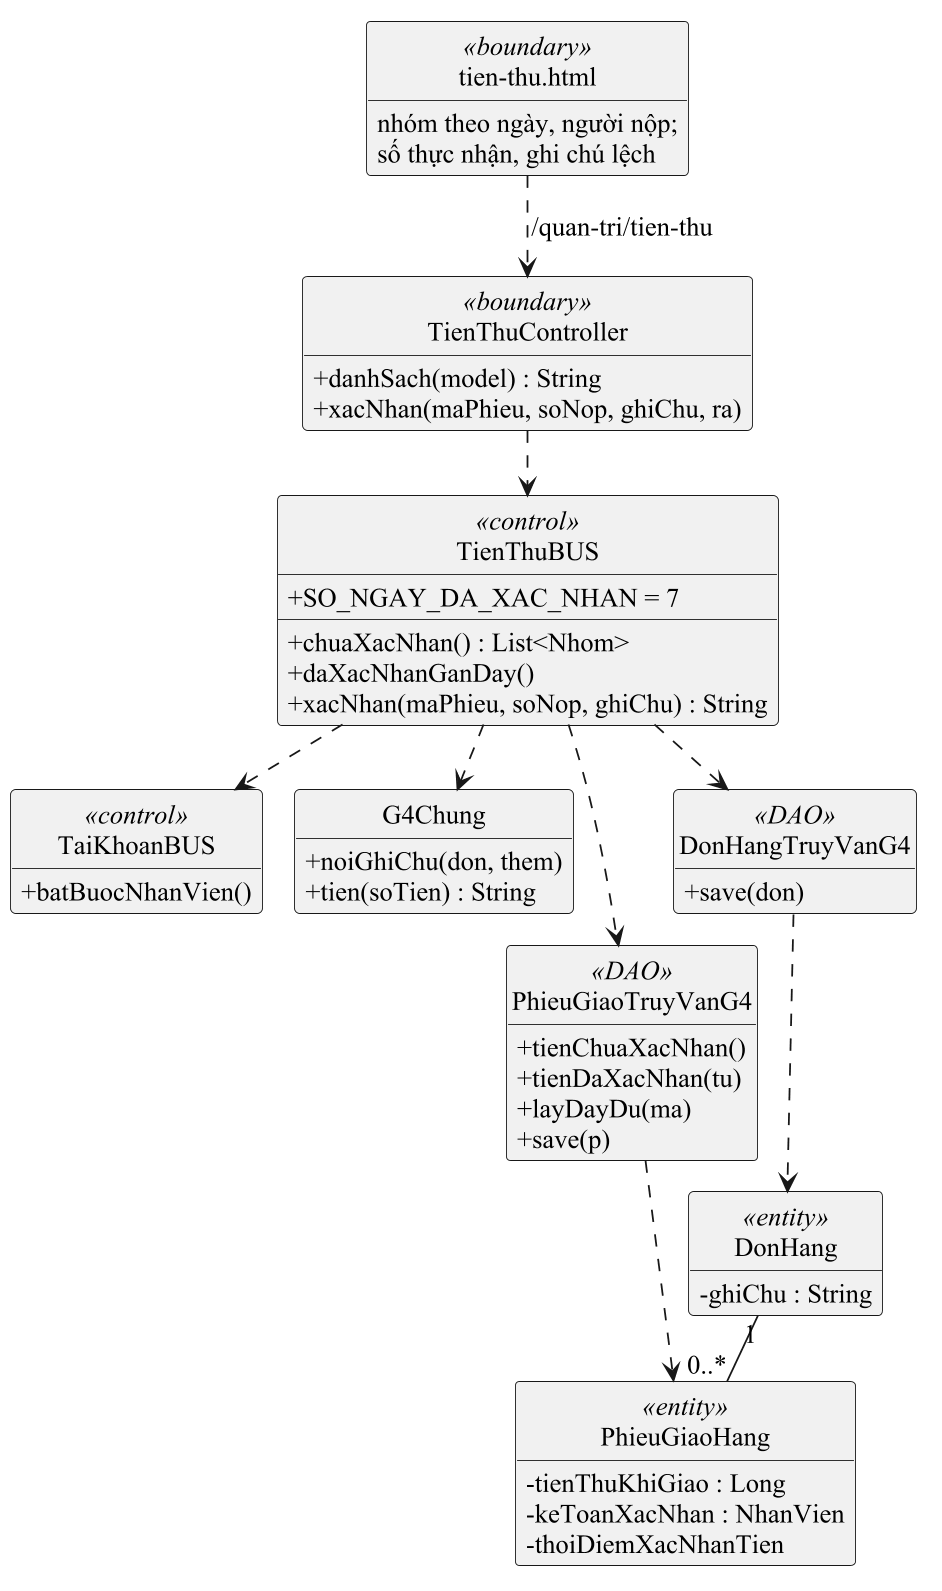 «boundary»
tien-thu.html
nhóm theo ngày, người nộp;
số thực nhận, ghi chú lệch
/quan-tri/tien-thu
«boundary»
TienThuController
+danhSach(model) : String
+xacNhan(maPhieu, soNop, ghiChu, ra)
«control»
TienThuBUS
+SO_NGAY_DA_XAC_NHAN = 7
+chuaXacNhan() : List<Nhom>
+daXacNhanGanDay()
+xacNhan(maPhieu, soNop, ghiChu) : String
«control»
TaiKhoanBUS
+batBuocNhanVien()
G4Chung
+noiGhiChu(don, them)
+tien(soTien) : String
«DAO»
DonHangTruyVanG4
+save(don)
«DAO»
PhieuGiaoTruyVanG4
+tienChuaXacNhan()
+tienDaXacNhan(tu)
+layDayDu(ma)
+save(p)
«entity»
DonHang
-ghiChu : String
1
0..*
«entity»
PhieuGiaoHang
-tienThuKhiGiao : Long
-keToanXacNhan : NhanVien
-thoiDiemXacNhanTien